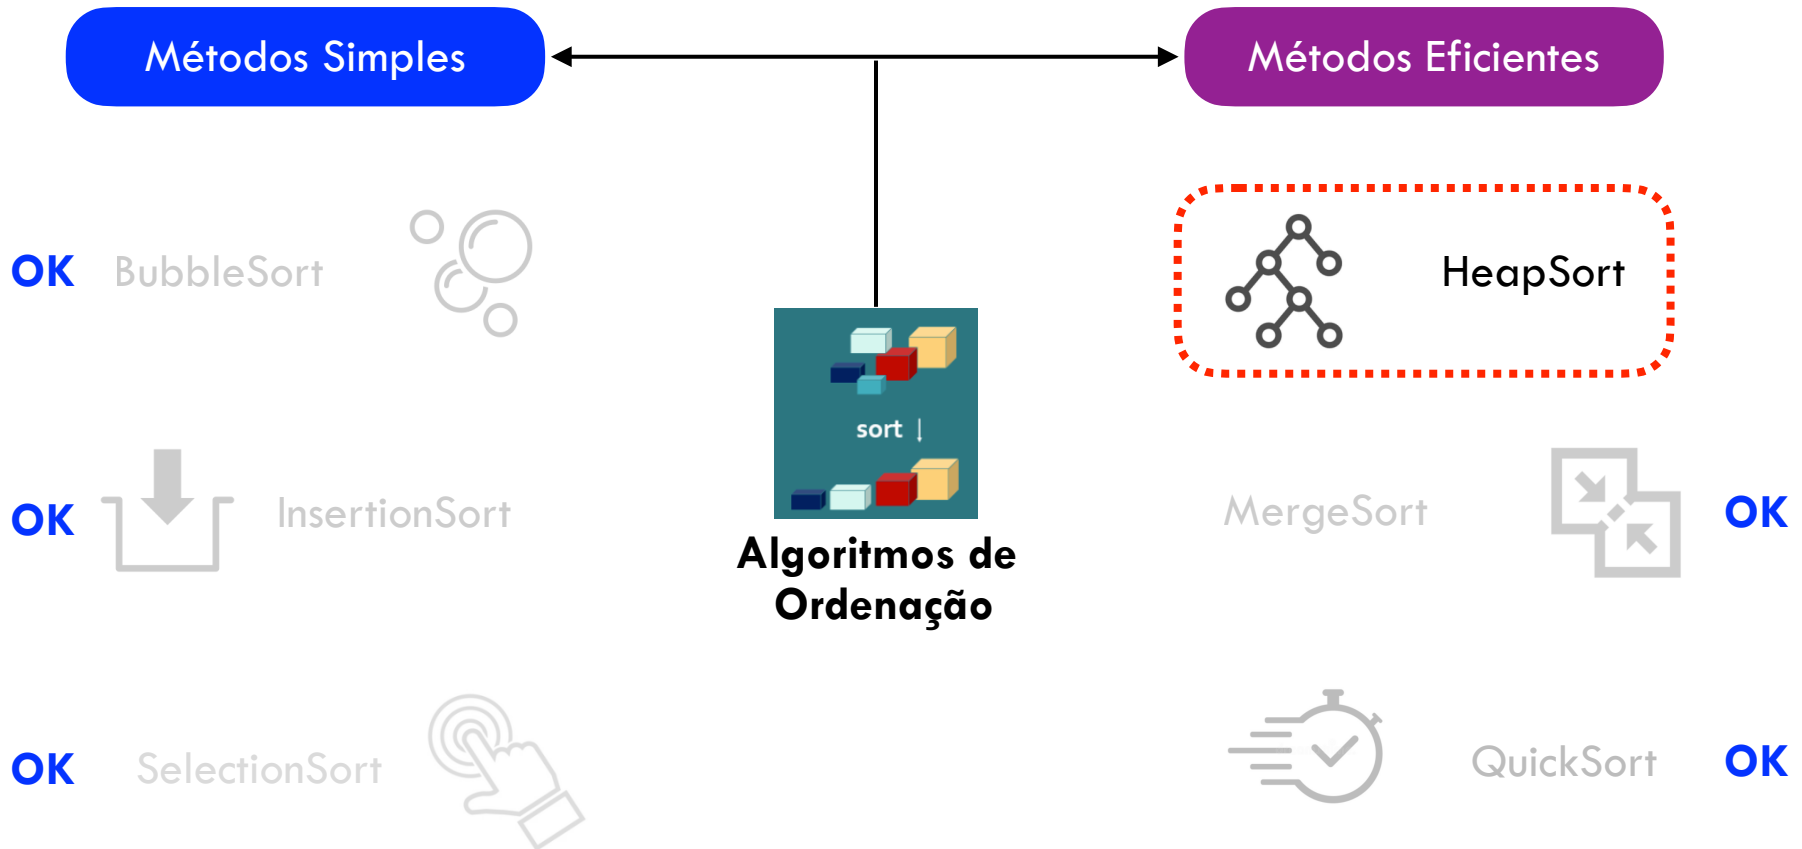 Métodos Simples
Métodos Eficientes
OK BubbleSort
HeapSort
sort
OK InsertionSort
MergeSort OK
Algoritmos de
Ordenação
OK SelectionSort
QuickSort OK